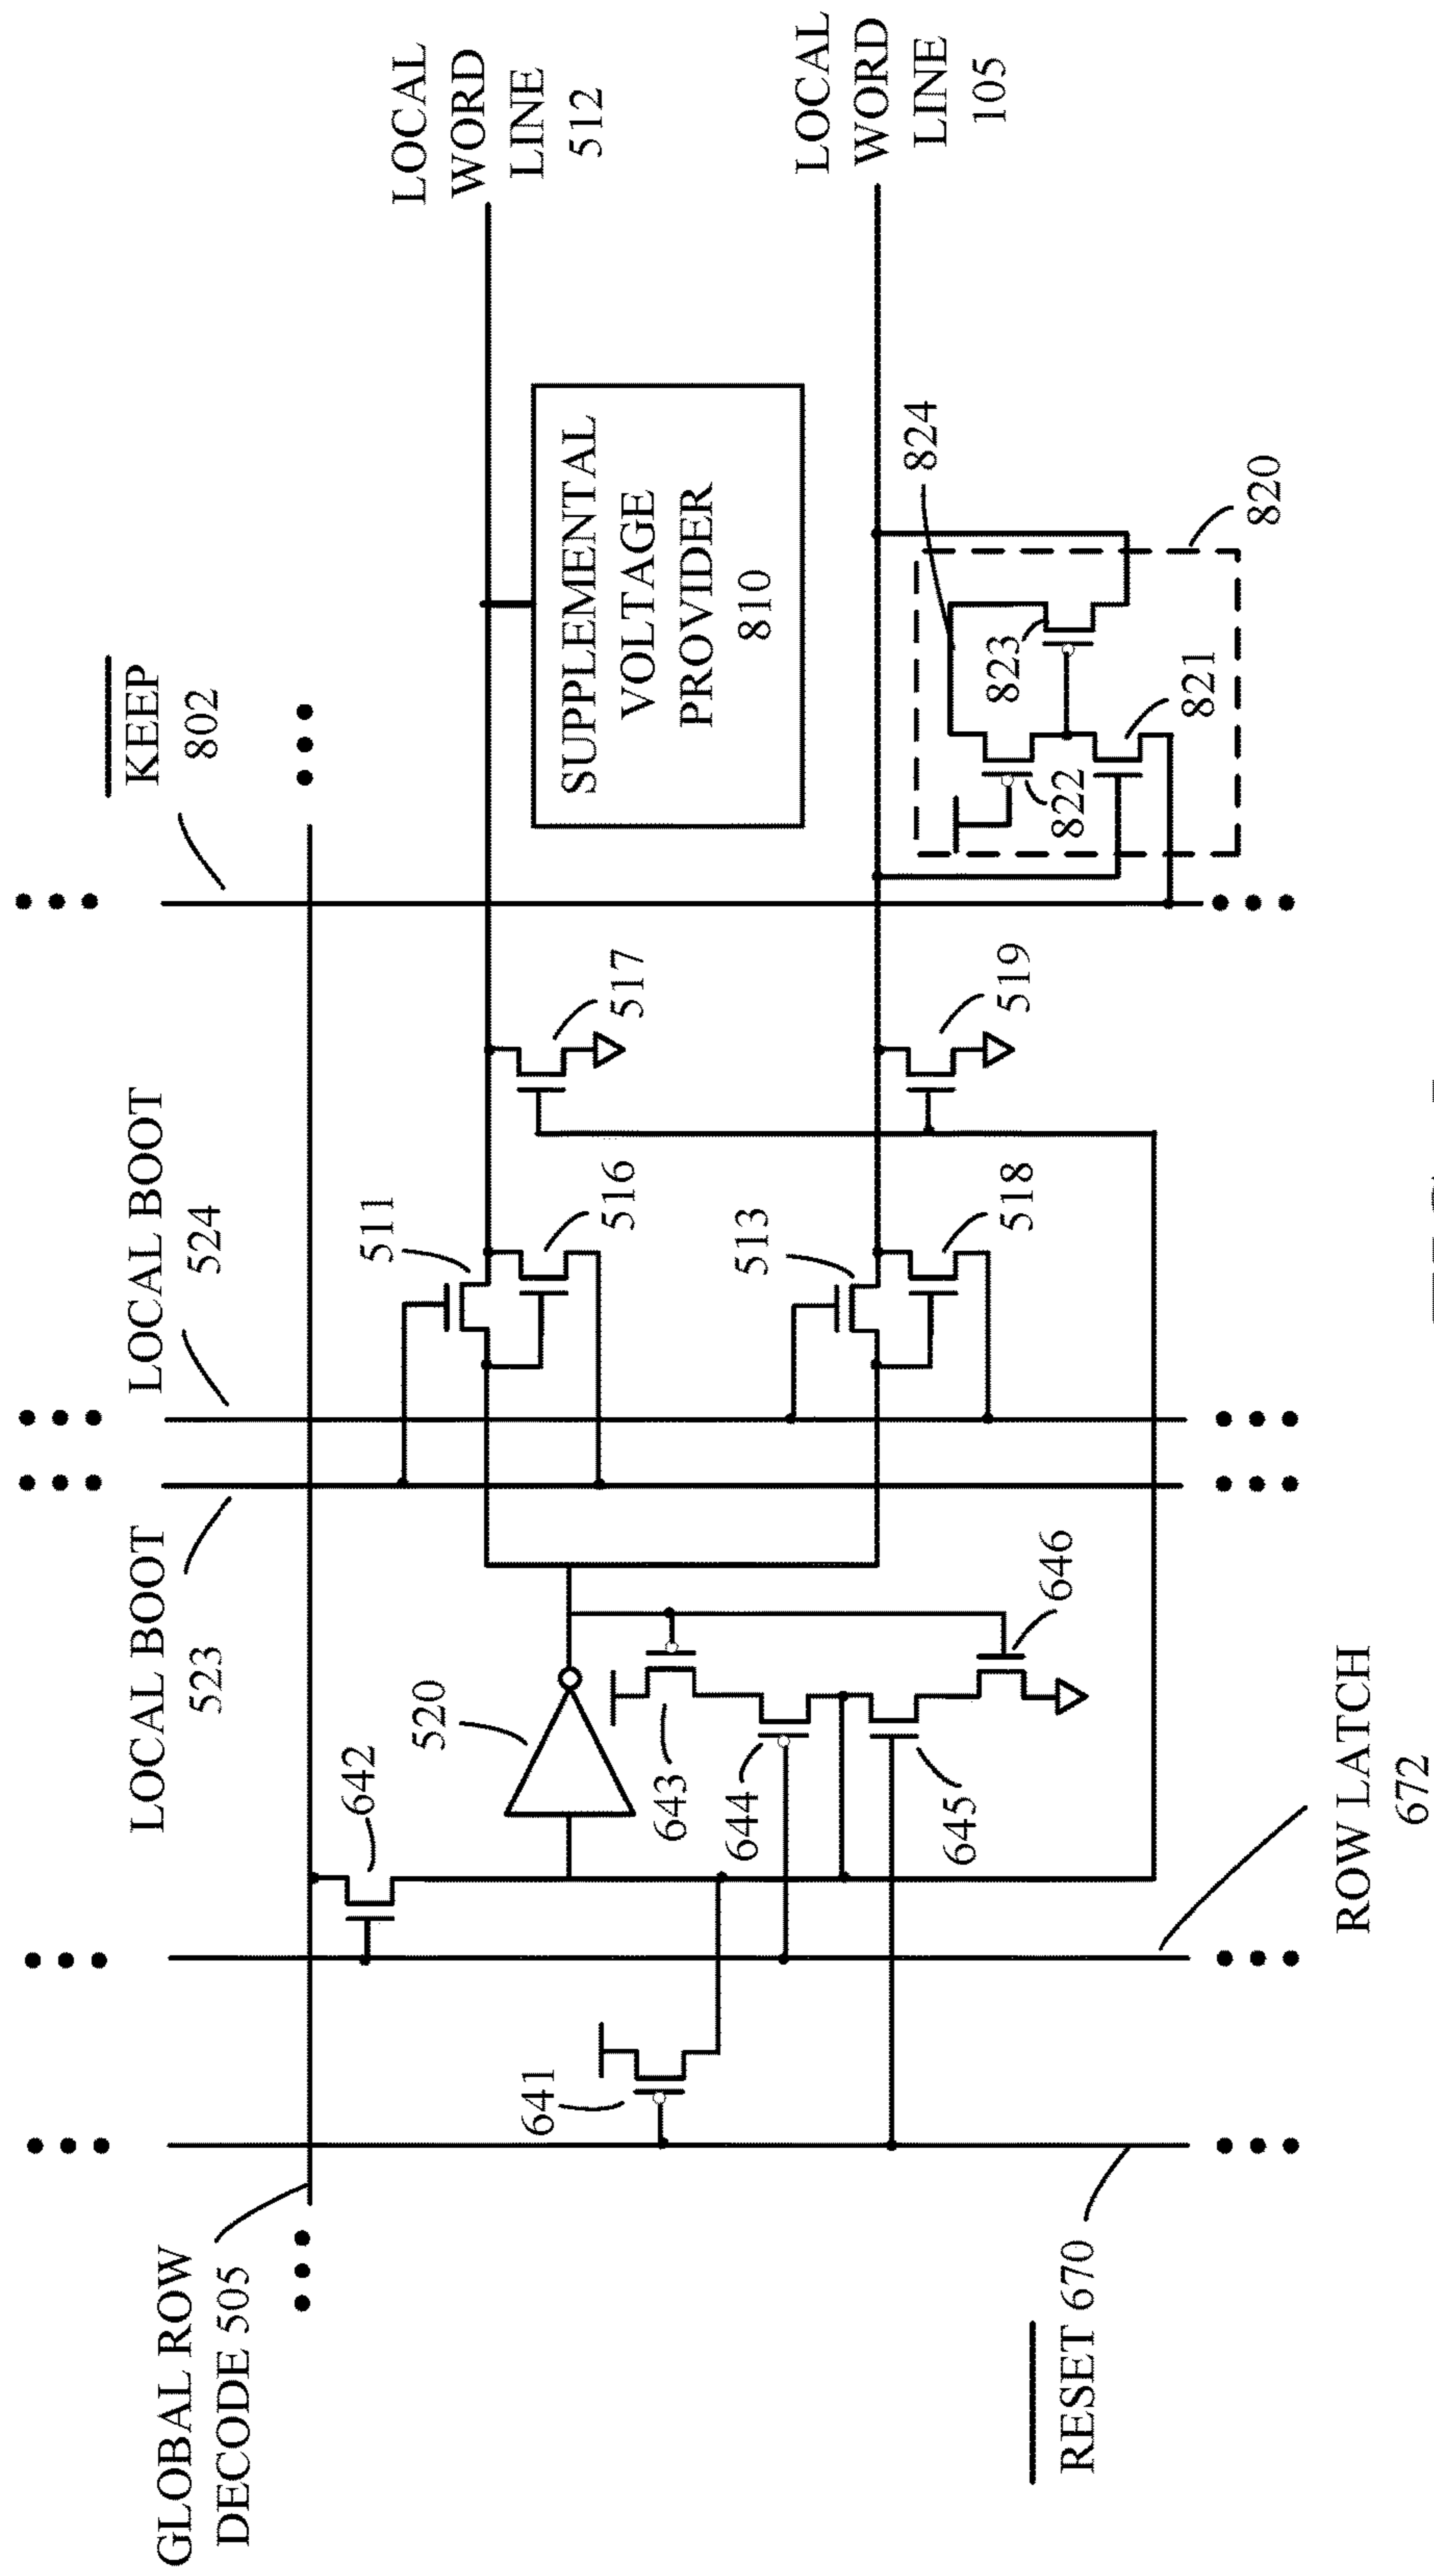 GLOBAL ROW
DECODE 505
LOCAL BOOT
523
LOCAL BOOT
524
KEEP
802
LOCAL
WORD
LINE
512
642
520
511
516
517
SUPPLEMENTAL
VOLTAGE
PROVIDER
810
LOCAL
WORD
LINE
105
641
643
644
645
646
513
518
519
824
823
822
821
820
RESET 670
ROW LATCH
672